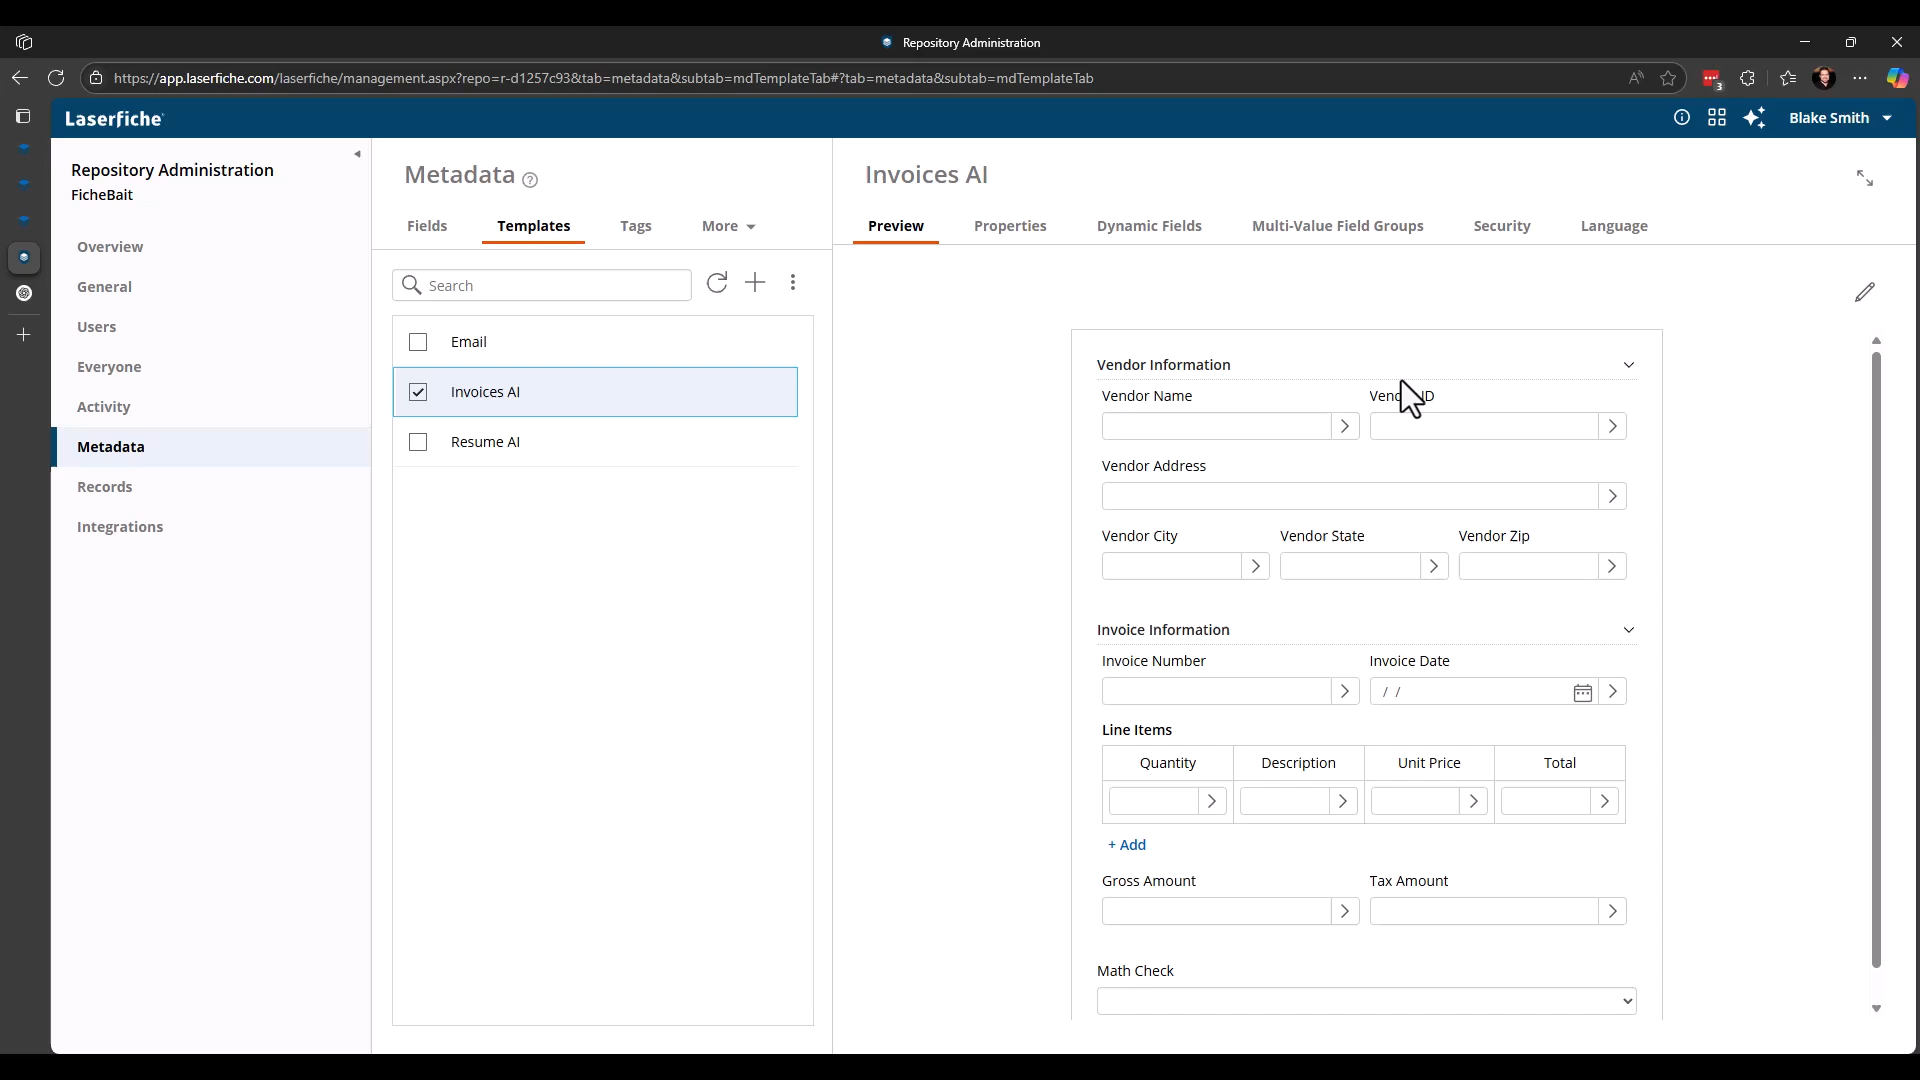 Repository Administration
https://app.laserfiche.com/laserfiche/management.aspx?repo=r-d1257c93&tab=metadata&subtab=mdTemplateTab#?tab=metadata&subtab=mdTemplateTab
3
Laserfiche
Blake Smith
Repository Administration
FicheBait
Overview
General
Users
Everyone
Activity
Metadata
Records
Integrations
Metadata
Fields Templates Tags More
Search
Email
Invoices AI
Resume AI
Invoices AI
Preview Properties Dynamic Fields Multi-Value Field Groups Security Language
Vendor Information
Vendor Name
Vendor Address
Vendor City Vendor State Vendor Zip
Invoice Information
Invoice Number Invoice Date
/ /
Line Items
Quantity Description Unit Price Total
+ Add
Gross Amount Tax Amount
Math Check